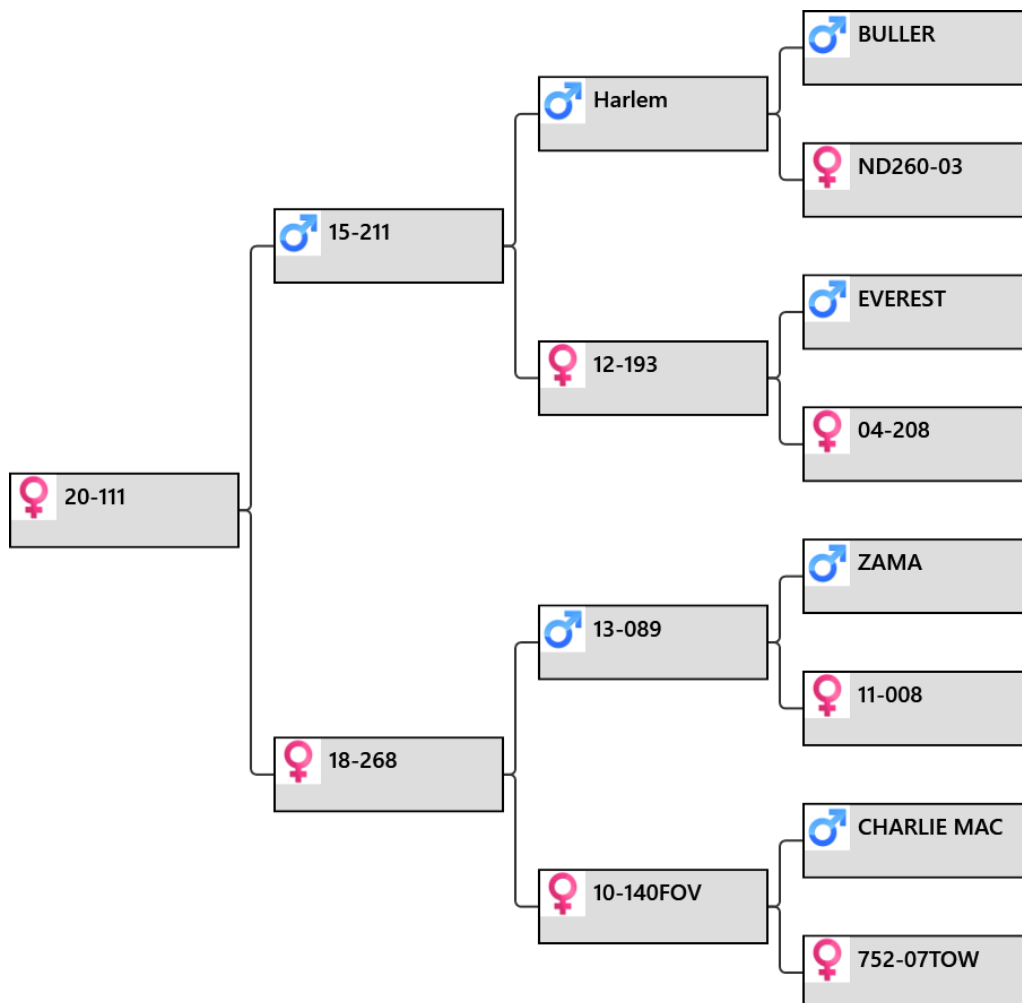 BULLER
Harlem
ND260-03
15-211
EVEREST
12-193
04-208
20-111
ZAMA
13-089
11-008
18-268
CHARLIE MAC
10-140FOV
752-07TOW